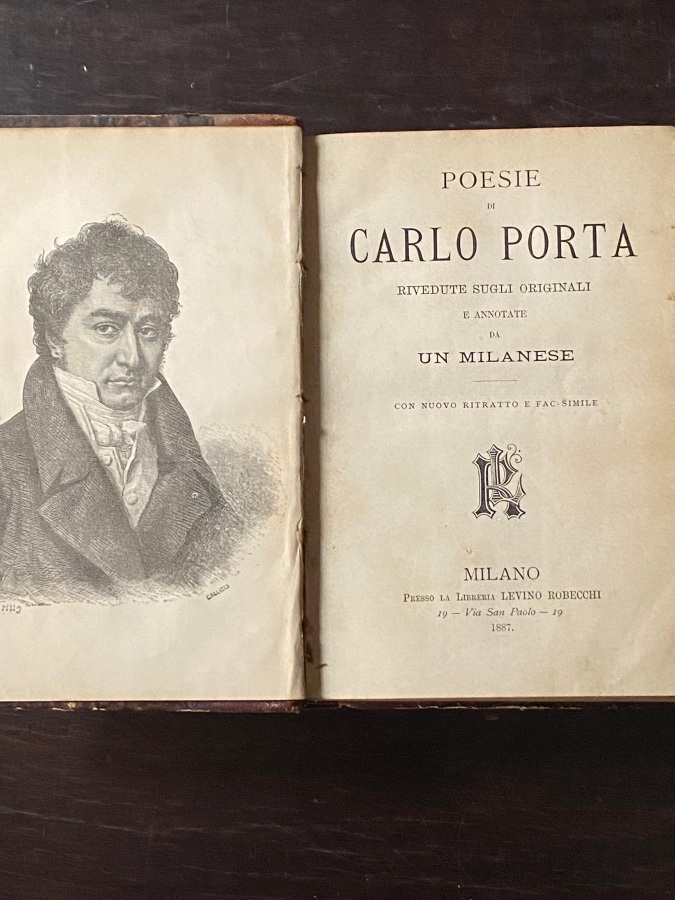 GALLUCCI
POESIE
DI
CARLO PORTA
RIVEDUTE SUGLI ORIGINALI
E ANNOTATE
DA
UN MILANESE
CON NUOVO RITRATTO E FAC-SIMILE
MILANO
PRESSO LA LIBRERIA LEVINO ROBECCHI
19 — Via San Paolo — 19
1887.